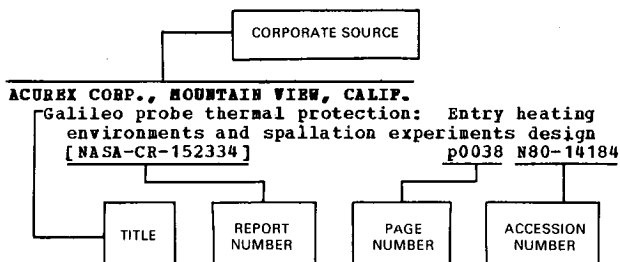 CORPORATE SOURCE
ACUREX CORP., MOUNTAIN VIEW, CALIF.
Galileo probe thermal protection: Entry heating
environments and spallation experiments design
[NASA-CR-152334] p0038 N80-14184
TITLE
REPORT
NUMBER
PAGE
NUMBER
ACCESSION
NUMBER